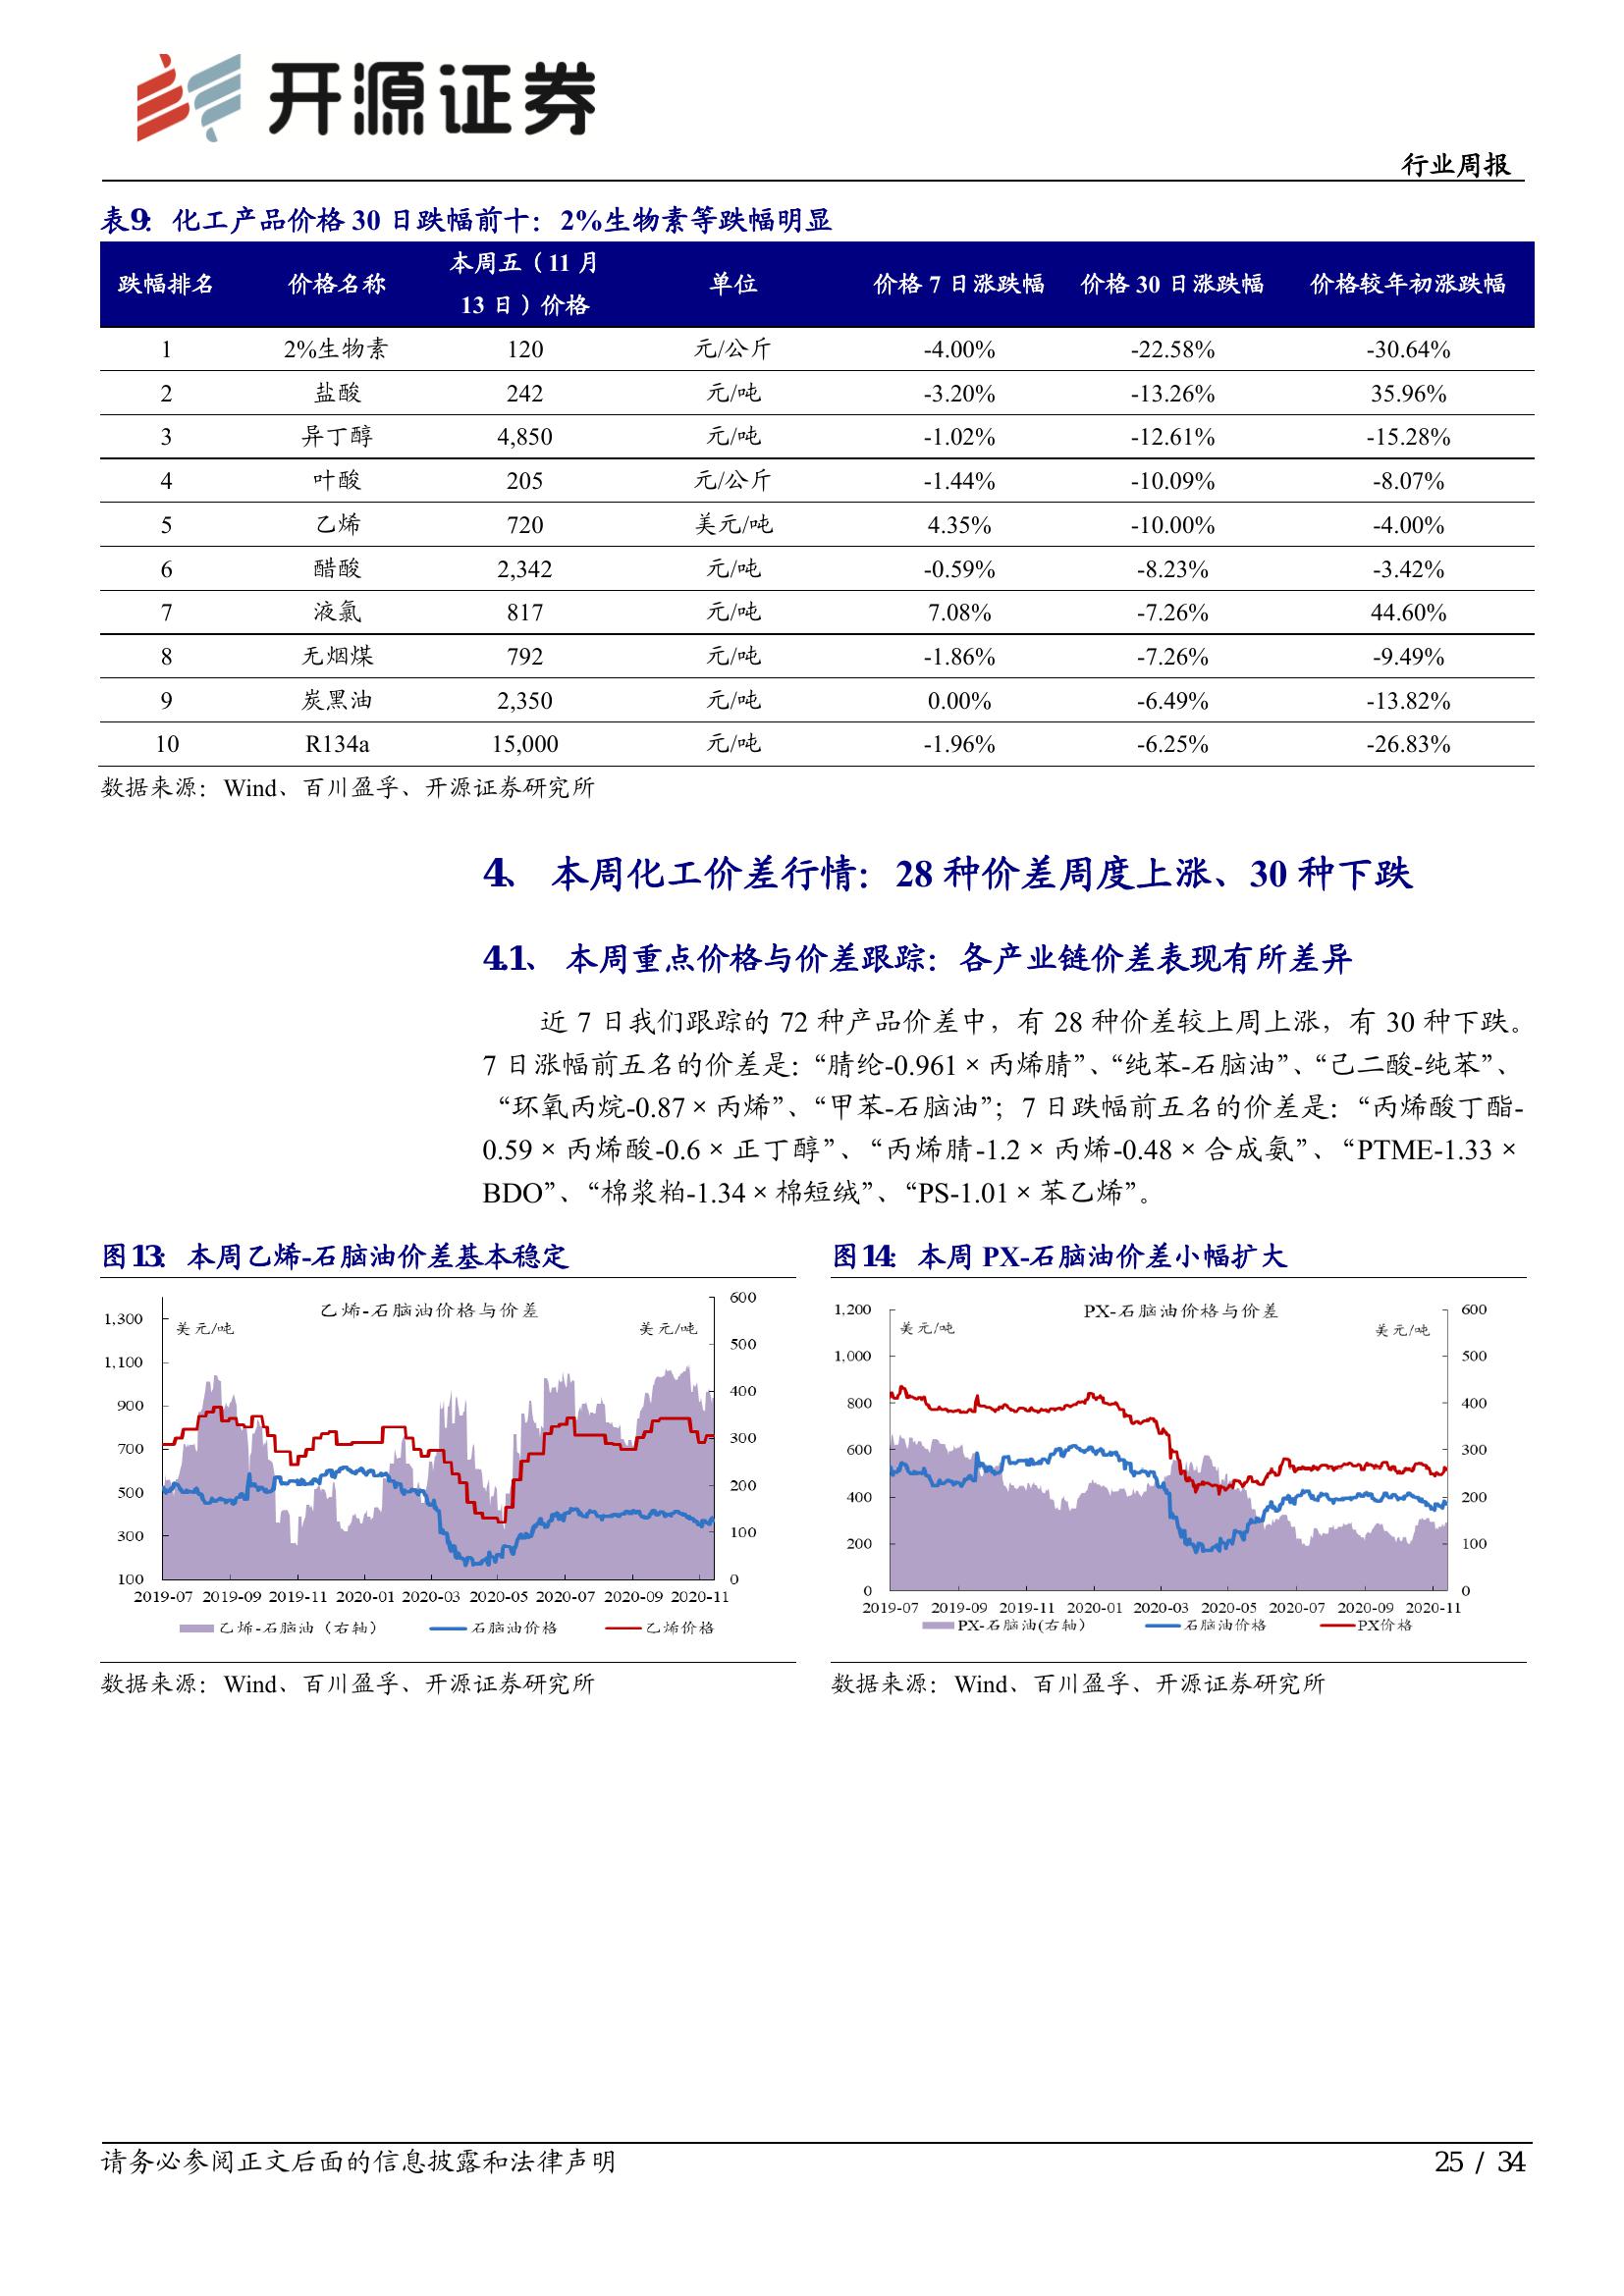 开源证券
行业周报
表9: 化工产品价格 30 日跌幅前十：2%生物素等跌幅明显
跌幅排名 价格名称 本周五（11 月 13 日）价格 单位 价格 7 日涨跌幅 价格 30 日涨跌幅 价格较年初涨跌幅
1 2%生物素 120 元/公斤 -4.00% -22.58% -30.64%
2 盐酸 242 元/吨 -3.20% -13.26% 35.96%
3 异丁醇 4,850 元/吨 -1.02% -12.61% -15.28%
4 叶酸 205 元/公斤 -1.44% -10.09% -8.07%
5 乙烯 720 美元/吨 4.35% -10.00% -4.00%
6 醋酸 2,342 元/吨 -0.59% -8.23% -3.42%
7 液氯 817 元/吨 7.08% -7.26% 44.60%
8 无烟煤 792 元/吨 -1.86% -7.26% -9.49%
9 炭黑油 2,350 元/吨 0.00% -6.49% -13.82%
10 R134a 15,000 元/吨 -1.96% -6.25% -26.83%
数据来源：Wind、百川盈孚、开源证券研究所
4、 本周化工价差行情：28 种价差周度上涨、30 种下跌
4.1、 本周重点价格与价差跟踪：各产业链价差表现有所差异
近 7 日我们跟踪的 72 种产品价差中，有 28 种价差较上周上涨，有 30 种下跌。
7 日涨幅前五名的价差是：“腈纶-0.961×丙烯腈”、“纯苯-石脑油”、“己二酸-纯苯”、
“环氧丙烷-0.87×丙烯”、“甲苯-石脑油”；7 日跌幅前五名的价差是：“丙烯酸丁酯-
0.59×丙烯酸-0.6×正丁醇”、“丙烯腈-1.2×丙烯-0.48×合成氨”、“PTME-1.33×
BDO”、“棉浆粕-1.34×棉短绒”、“PS-1.01×苯乙烯”。
图13: 本周乙烯-石脑油价差基本稳定
乙烯-石脑油价格与价差
美元/吨 美元/吨
1,300
1,100
900
700
500
300
100
600
500
400
300
200
100
0
2019-07 2019-09 2019-11 2020-01 2020-03 2020-05 2020-07 2020-09 2020-11
乙烯-石脑油（右轴） 石脑油价格 乙烯价格
数据来源：Wind、百川盈孚、开源证券研究所
图14: 本周 PX-石脑油价差小幅扩大
PX-石脑油价格与价差
美元/吨 美元/吨
1,200
1,000
800
600
400
200
0
600
500
400
300
200
100
0
2019-07 2019-09 2019-11 2020-01 2020-03 2020-05 2020-07 2020-09 2020-11
PX-石脑油(右轴) 石脑油价格 PX价格
数据来源：Wind、百川盈孚、开源证券研究所
请务必参阅正文后面的信息披露和法律声明
25 / 34